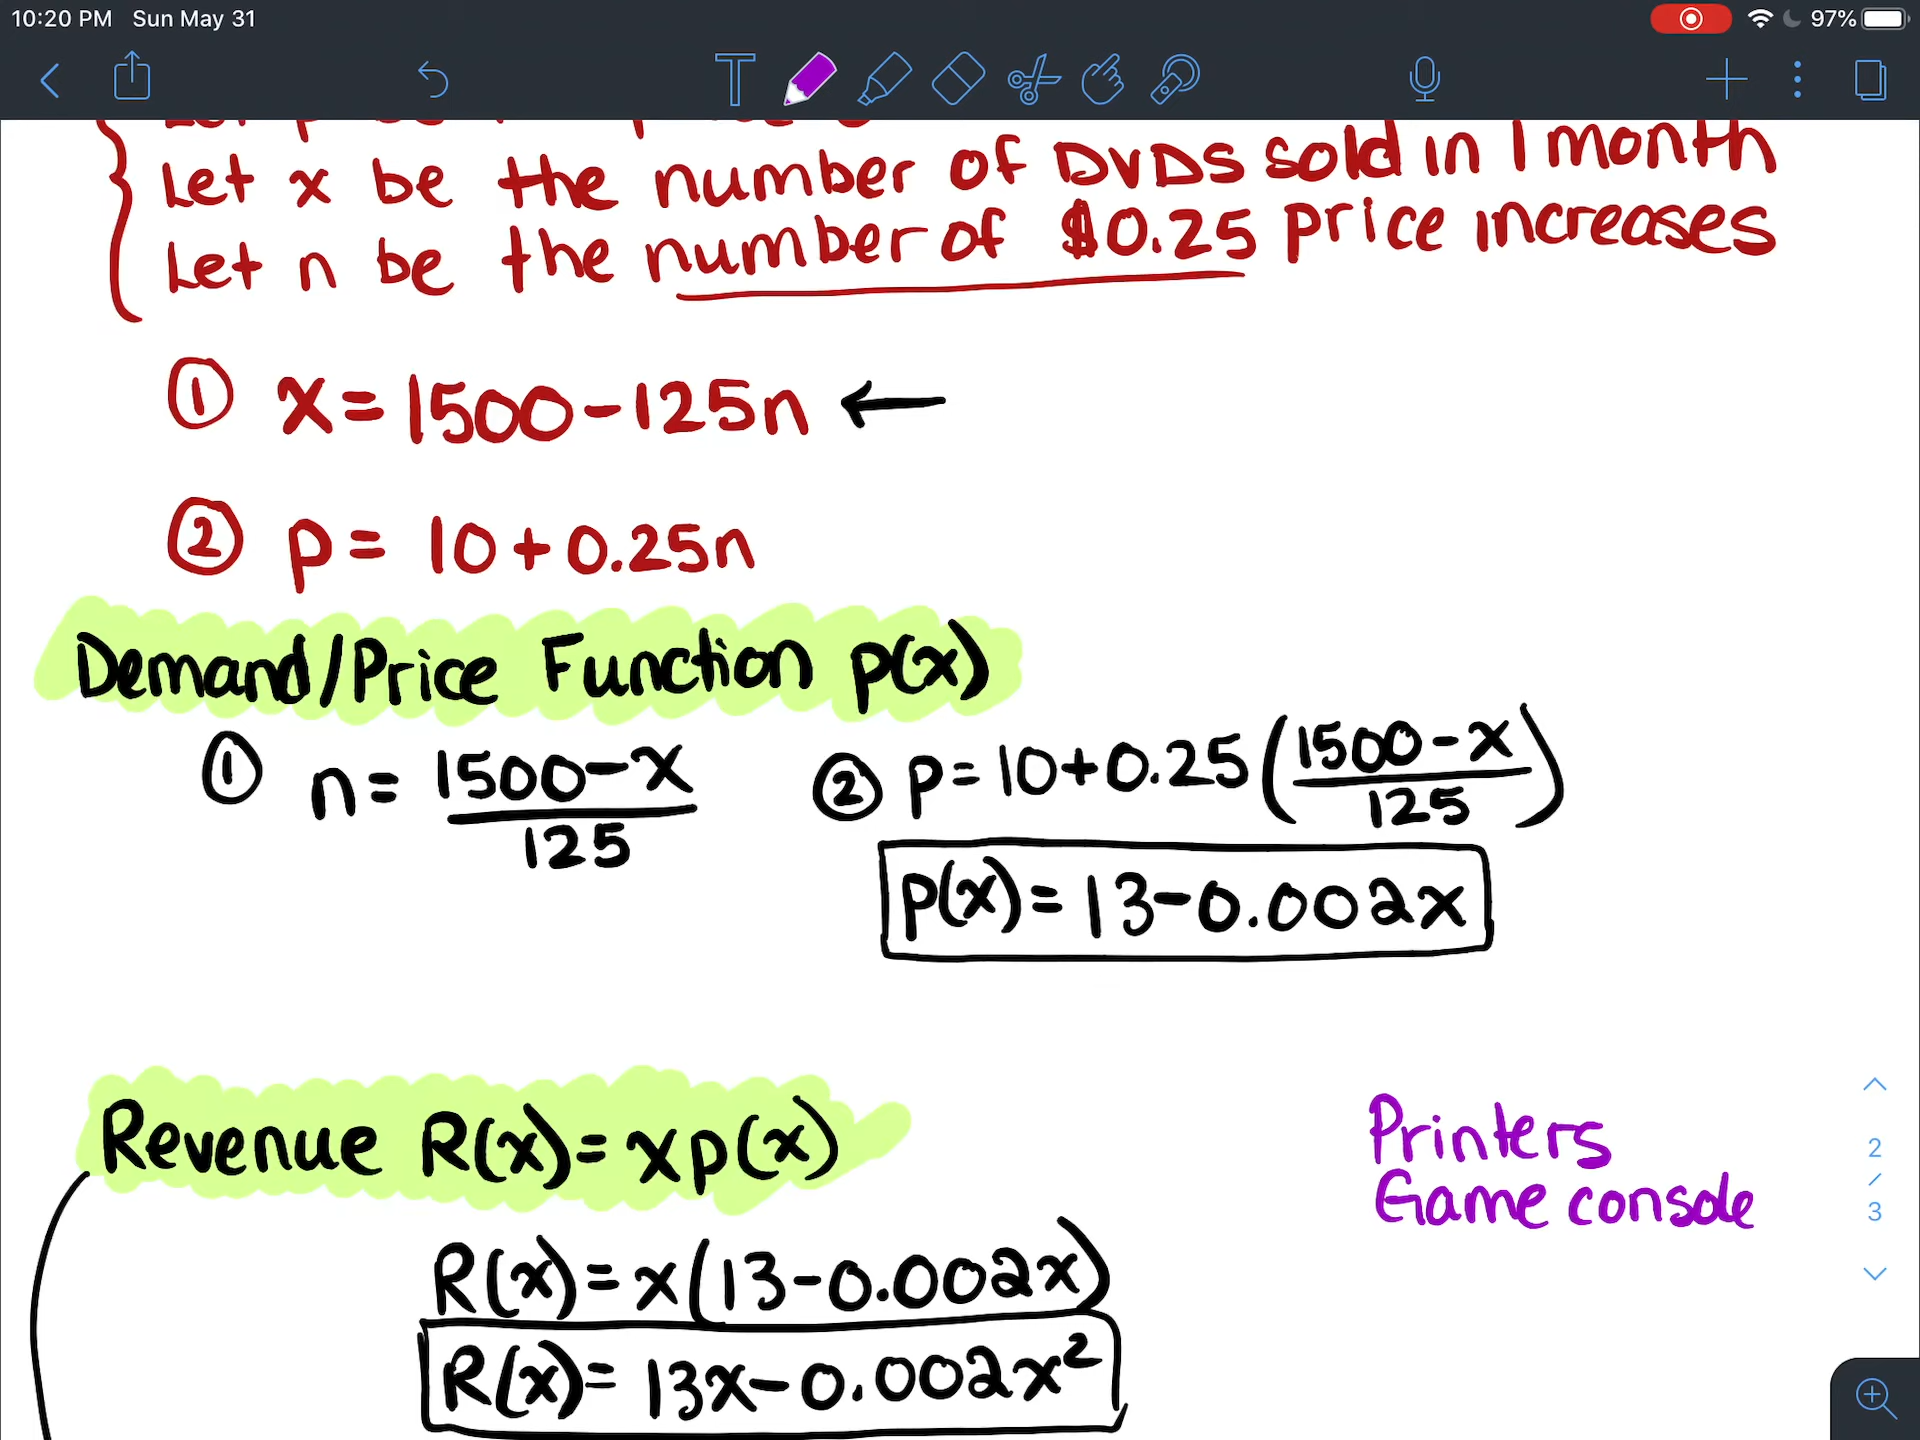 10:20 PM Sun May 31
97%
Let x be the number of DVDs sold in 1 month
Let n be the number of $0.25 price increases
① x = 1500 - 125n ←
② p = 10 + 0.25n
Demand/Price Function p(x)
① n = (1500 - x)/125
② p = 10 + 0.25((1500 - x)/125)
p(x) = 13 - 0.002x
Revenue R(x) = xp(x)
R(x) = x(13 - 0.002x)
R(x) = 13x - 0.002x²
Printers
Game console
2
/
3